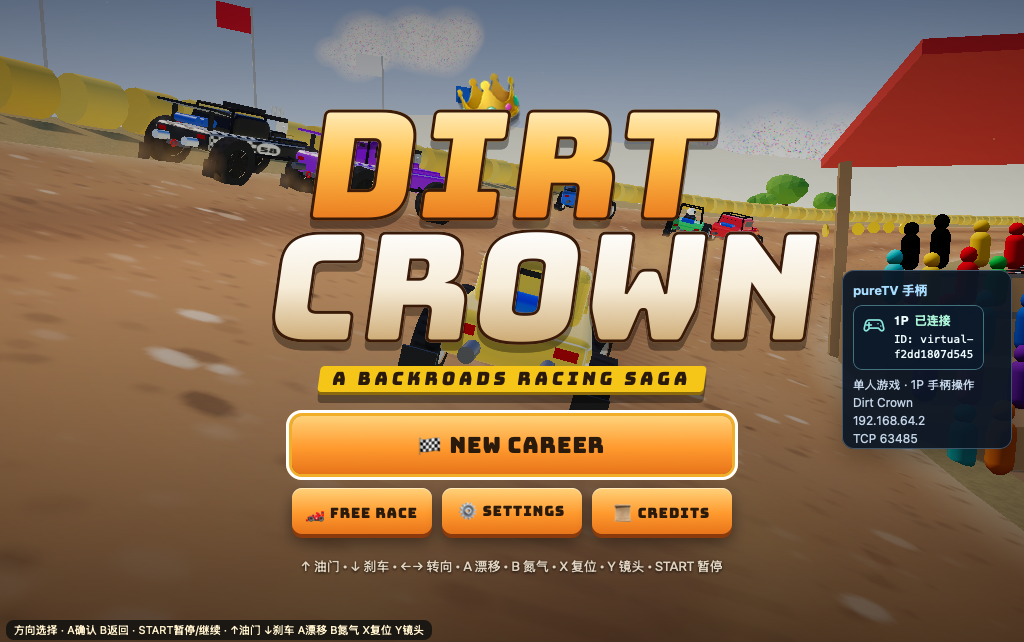 DIRT
CROWN
A BACKROADS RACING SAGA
NEW CAREER
FREE RACE
SETTINGS
CREDITS
↑ 油门 • ↓ 刹车 • ←→ 转向 • A 漂移 • B 氮气 • X 复位 • Y 镜头 • START 暂停
pureTV 手柄
1P 已连接
ID: virtual-
f2dd1807d545
单人游戏 · 1P 手柄操作
Dirt Crown
192.168.64.2
TCP 63485
方向选择 · A确认 B返回 · START暂停/继续 · ↑油门 ↓刹车 A漂移 B氮气 X复位 Y镜头